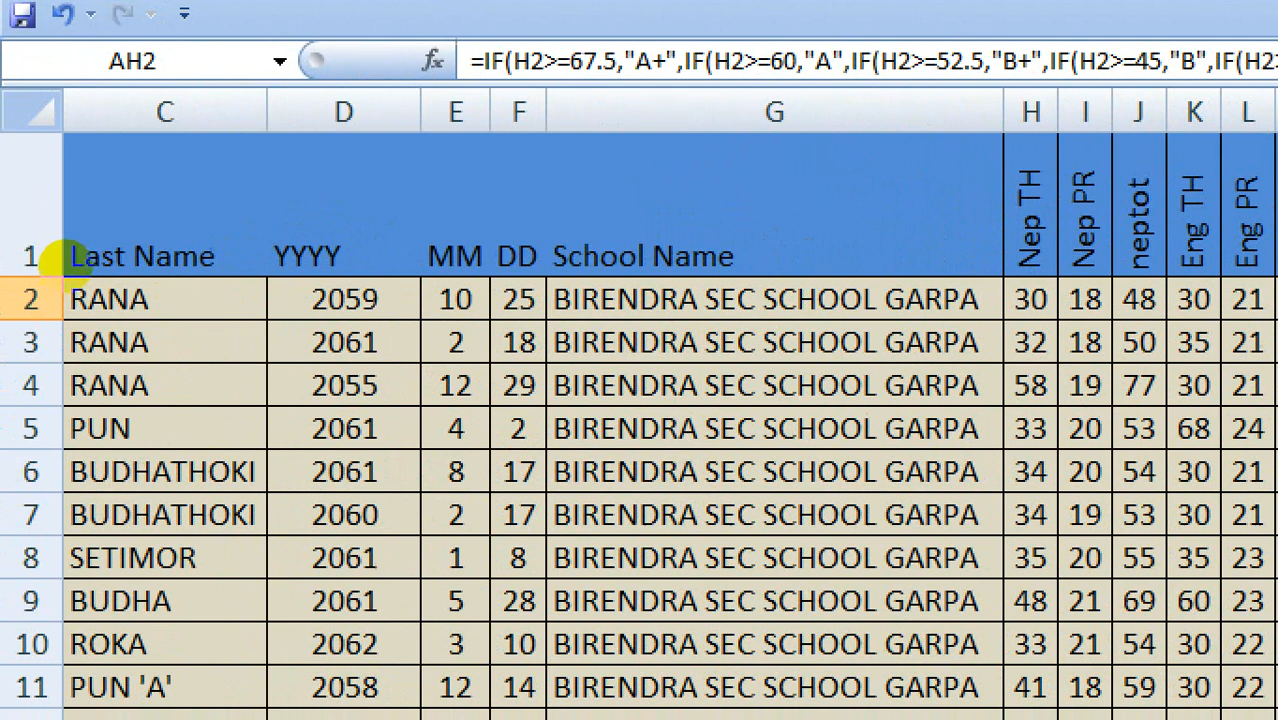 AH2 fx =IF(H2>=67.5,"A+",IF(H2>=60,"A",IF(H2>=52.5,"B+",IF(H2>=45,"B",IF(H2
C D E F G H I J K L
1 Last Name YYYY MM DD School Name Nep TH Nep PR neptot Eng TH Eng PR
2 RANA 2059 10 25 BIRENDRA SEC SCHOOL GARPA 30 18 48 30 21
3 RANA 2061 2 18 BIRENDRA SEC SCHOOL GARPA 32 18 50 35 21
4 RANA 2055 12 29 BIRENDRA SEC SCHOOL GARPA 58 19 77 30 21
5 PUN 2061 4 2 BIRENDRA SEC SCHOOL GARPA 33 20 53 68 24
6 BUDHATHOKI 2061 8 17 BIRENDRA SEC SCHOOL GARPA 34 20 54 30 21
7 BUDHATHOKI 2060 2 17 BIRENDRA SEC SCHOOL GARPA 34 19 53 30 21
8 SETIMOR 2061 1 8 BIRENDRA SEC SCHOOL GARPA 35 20 55 35 23
9 BUDHA 2061 5 28 BIRENDRA SEC SCHOOL GARPA 48 21 69 60 23
10 ROKA 2062 3 10 BIRENDRA SEC SCHOOL GARPA 33 21 54 30 22
11 PUN 'A' 2058 12 14 BIRENDRA SEC SCHOOL GARPA 41 18 59 30 22